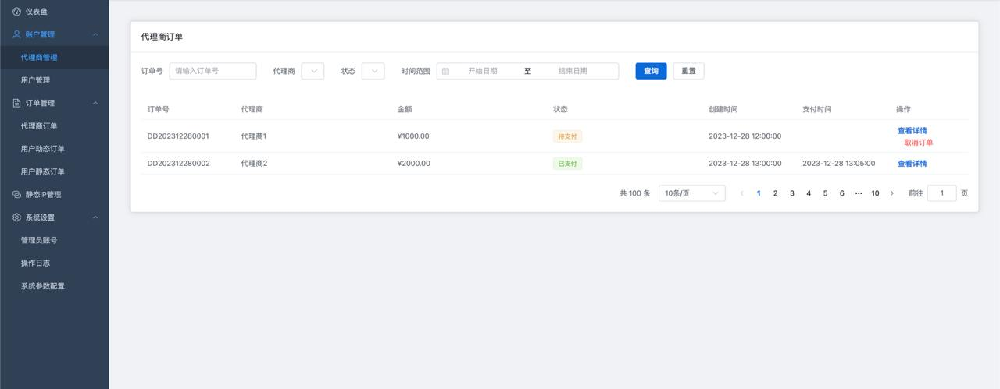 仪表盘
账户管理
代理商管理
用户管理
订单管理
代理商订单
用户动态订单
用户静态订单
静态IP管理
系统设置
管理员账号
操作日志
系统参数配置
代理商订单
订单号 请输入订单号 代理商 状态 时间范围 开始日期 至 结束日期 查询 重置
订单号 代理商 金额 状态 创建时间 支付时间 操作
DD202312280001 代理商1 ¥1000.00 待支付 2023-12-28 12:00:00 查看详情
取消订单
DD202312280002 代理商2 ¥2000.00 已支付 2023-12-28 13:00:00 2023-12-28 13:05:00 查看详情
共 100 条 10条/页 1 2 3 4 5 6 ••• 10 前往 1 页